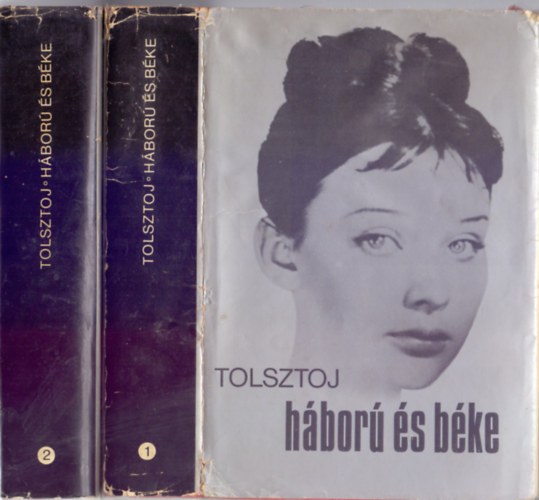 TOLSZTOJ • HÁBORÚ ÉS BÉKE
2
TOLSZTOJ • HÁBORÚ ÉS BÉKE
1
TOLSZTOJ
háború és béke